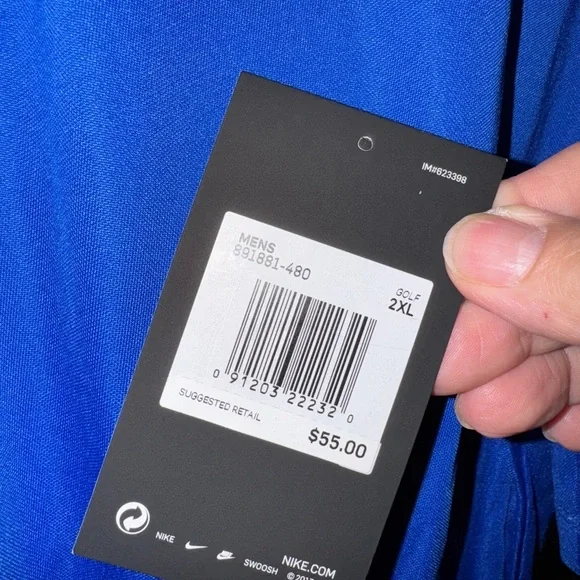 IM#623398
MENS
891881-480
GOLF
2XL
0 91203 22232 0
SUGGESTED RETAIL
$55.00
NIKE
SWOOSH
NIKE.COM